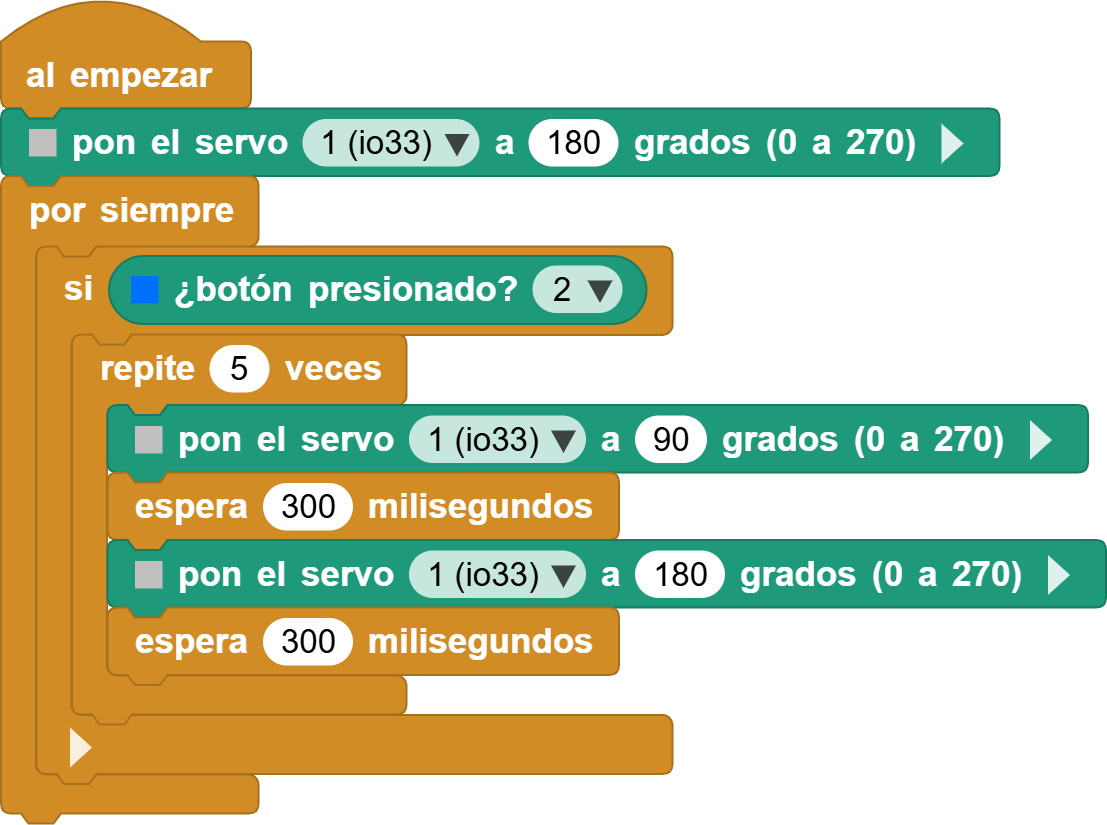 al empezar
pon el servo 1 (io33) a 180 grados (0 a 270)
por siempre
si ¿botón presionado? 2
repite 5 veces
pon el servo 1 (io33) a 90 grados (0 a 270)
espera 300 milisegundos
pon el servo 1 (io33) a 180 grados (0 a 270)
espera 300 milisegundos